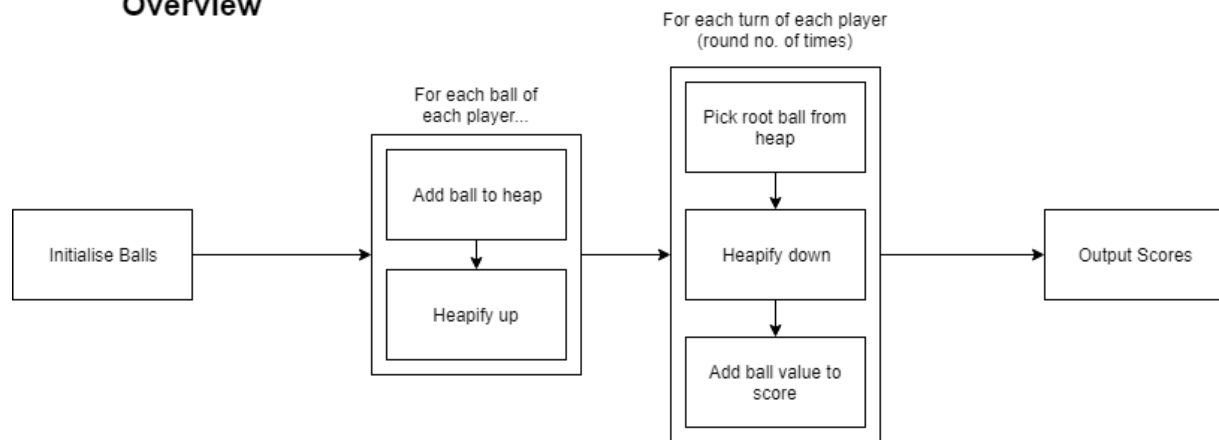 Overview
For each turn of each player
(round no. of times)
For each ball of
each player...
Pick root ball from
heap
Add ball to heap
Initialise Balls
Heapify down
Output Scores
Heapify up
Add ball value to
score